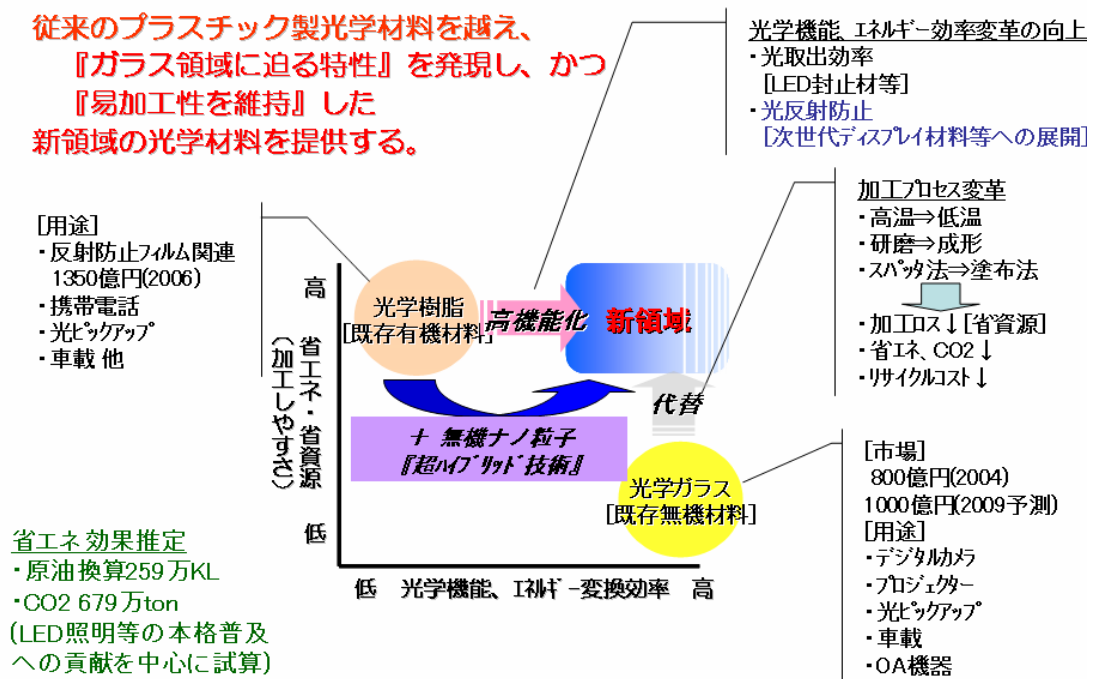 従来のプラスチック製光学材料を越え、
『ガラス領域に迫る特性』を発現し、かつ
『易加工性を維持』した
新領域の光学材料を提供する。
光学機能、エネルギー効率変革の向上
・光取出効率
[LED封止材等]
・光反射防止
[次世代ディスプレイ材料等への展開]
加工プロセス変革
・高温⇒低温
・研磨⇒成形
・スパッタ法⇒塗布法
・加工ロス↓[省資源]
・省エネ、CO2↓
・リサイクルコスト↓
[用途]
・反射防止フィルム関連
1350億円(2006)
・携帯電話
・光ピックアップ
・車載 他
高
省エネ・省資源
(加工しやすさ)
低
光学樹脂
[既存有機材料]
高機能化
新領域
代替
＋ 無機ナノ粒子
『超ハイブリッド技術』
光学ガラス
[既存無機材料]
低 光学機能、エネルギー変換効率 高
[市場]
800億円(2004)
1000億円(2009予測)
[用途]
・デジタルカメラ
・プロジェクター
・光ピックアップ
・車載
・OA機器
省エネ効果推定
・原油換算259万KL
・CO2 679万ton
(LED照明等の本格普及
への貢献を中心に試算)